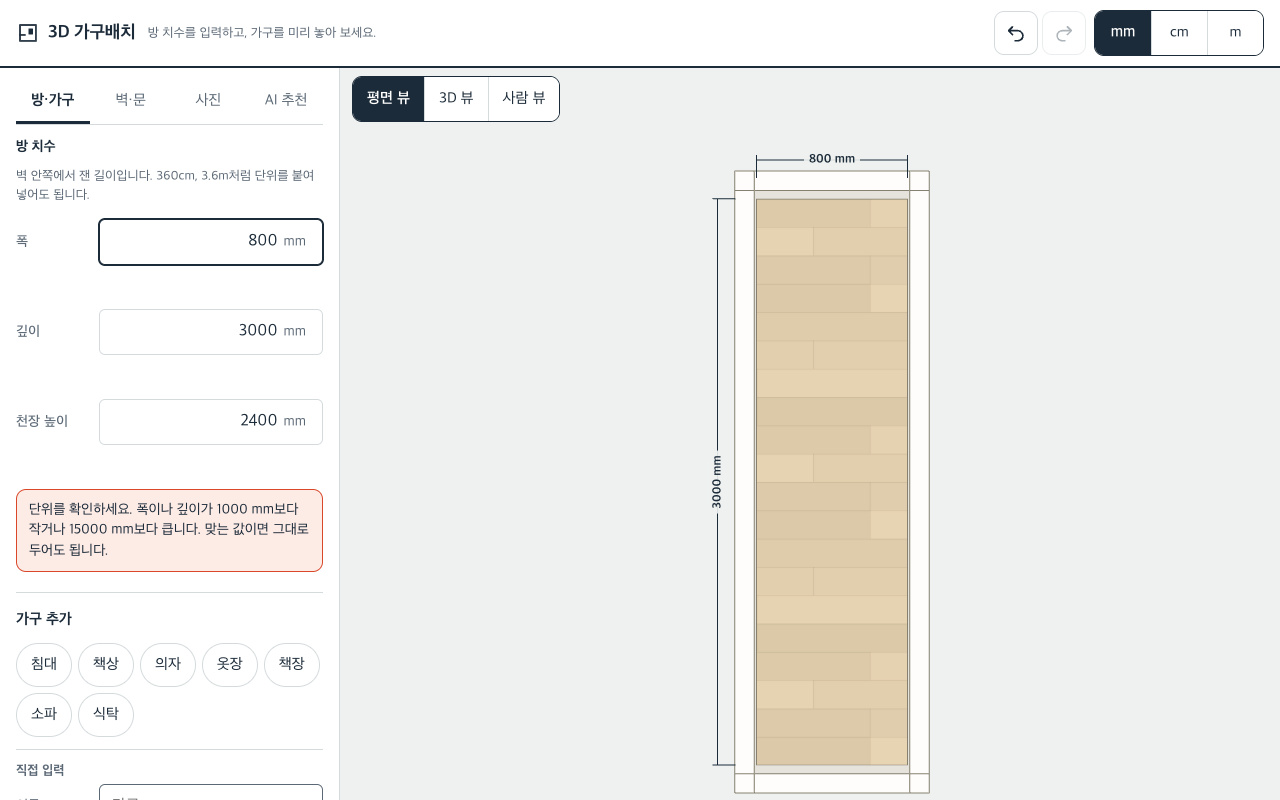 3D 가구배치
방 치수를 입력하고, 가구를 미리 놓아 보세요.
mm
cm
m
방·가구
벽·문
사진
AI 추천
평면 뷰
3D 뷰
사람 뷰
방 치수
벽 안쪽에서 잰 길이입니다. 360cm, 3.6m처럼 단위를 붙여
넣어도 됩니다.
폭
800 mm
깊이
3000 mm
천장 높이
2400 mm
단위를 확인하세요. 폭이나 깊이가 1000 mm보다
작거나 15000 mm보다 큽니다. 맞는 값이면 그대로
두어도 됩니다.
가구 추가
침대
책상
의자
옷장
책장
소파
식탁
직접 입력
800 mm
3000 mm